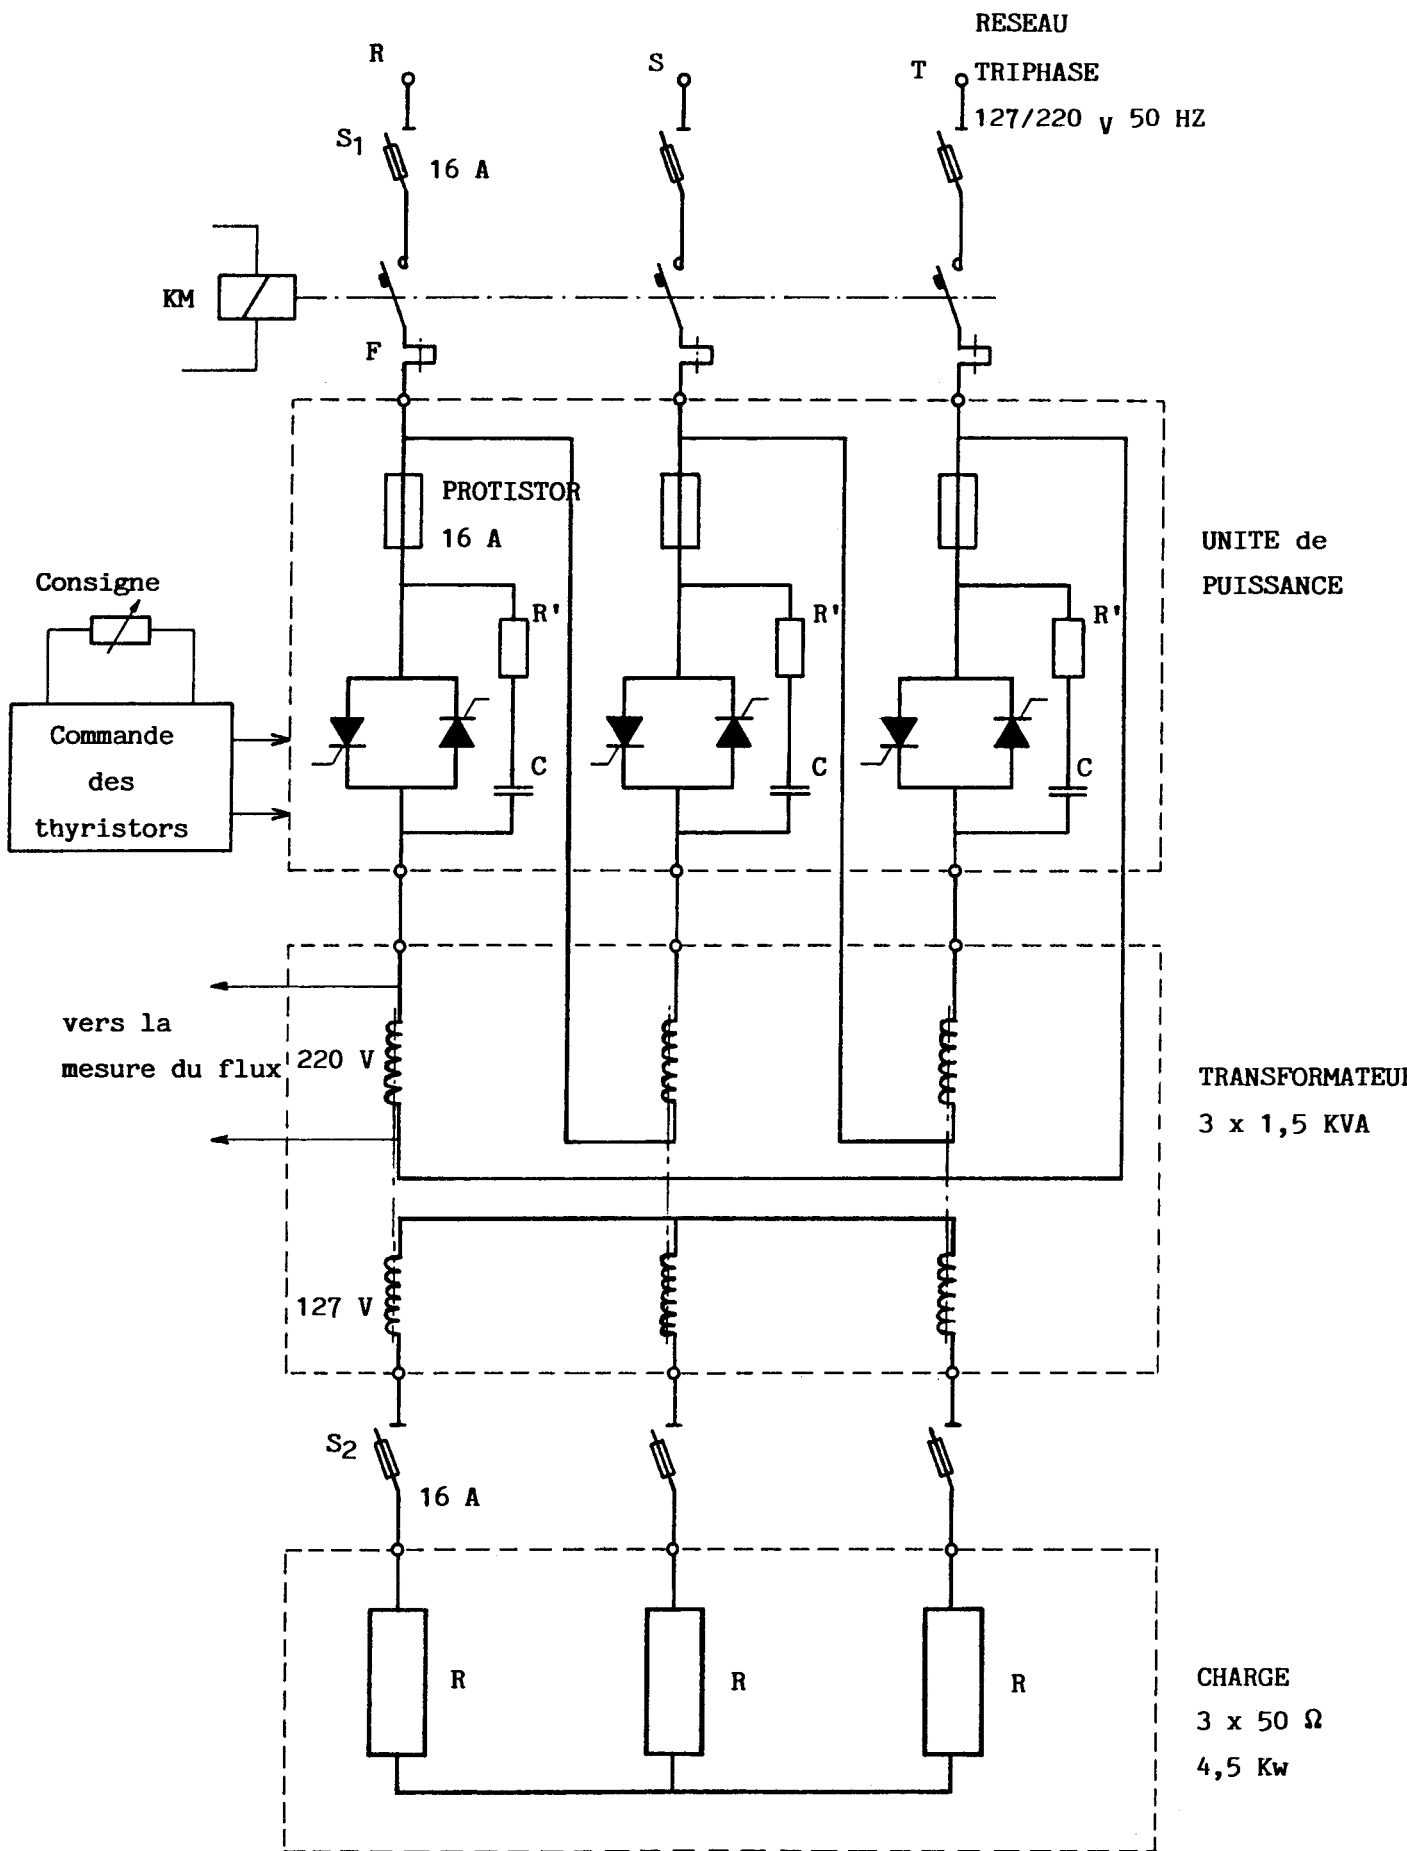 RESEAU
R
S
T
TRIPHASE
127/220 V 50 HZ
S1
16 A
KM
F
PROTISTOR
16 A
UNITE de
PUISSANCE
Consigne
R'
R'
R'
Commande
des
thyristors
C
C
C
vers la
mesure du flux
220 V
TRANSFORMATEUR
3 x 1,5 KVA
127 V
S2
16 A
R
R
R
CHARGE
3 x 50 Ω
4,5 Kw